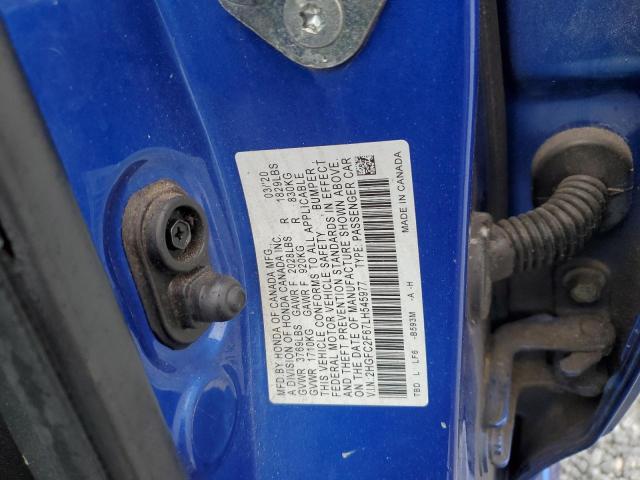 MFD BY HONDA OF CANADA MFG. 03/'20
A DIVISION OF HONDA CANADA INC.
GVWR 3769LBS GAWR F 2028LBS R 1829LBS
GVWR 1710KG GAWR F 920KG R 830KG
THIS VEHICLE CONFORMS TO ALL APPLICABLE
FEDERAL MOTOR VEHICLE SAFETY, BUMPER
AND THEFT PREVENTION STANDARDS IN EFFECT
ON THE DATE OF MANUFACTURE SHOWN ABOVE.
V.I.N. 2HGFC2F67LH545977 TYPE: PASSENGER CAR
MADE IN CANADA
TBD L LF6 B593M -A -H